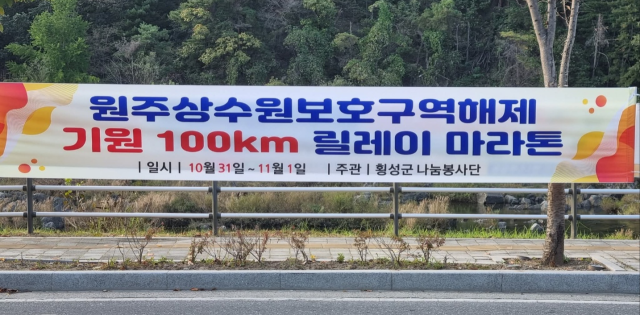 원주상수원보호구역해제
기원 100km 릴레이 마라톤
| 일시 | 10월 31일 ~ 11월 1일 | 주관 | 횡성군 나눔봉사단